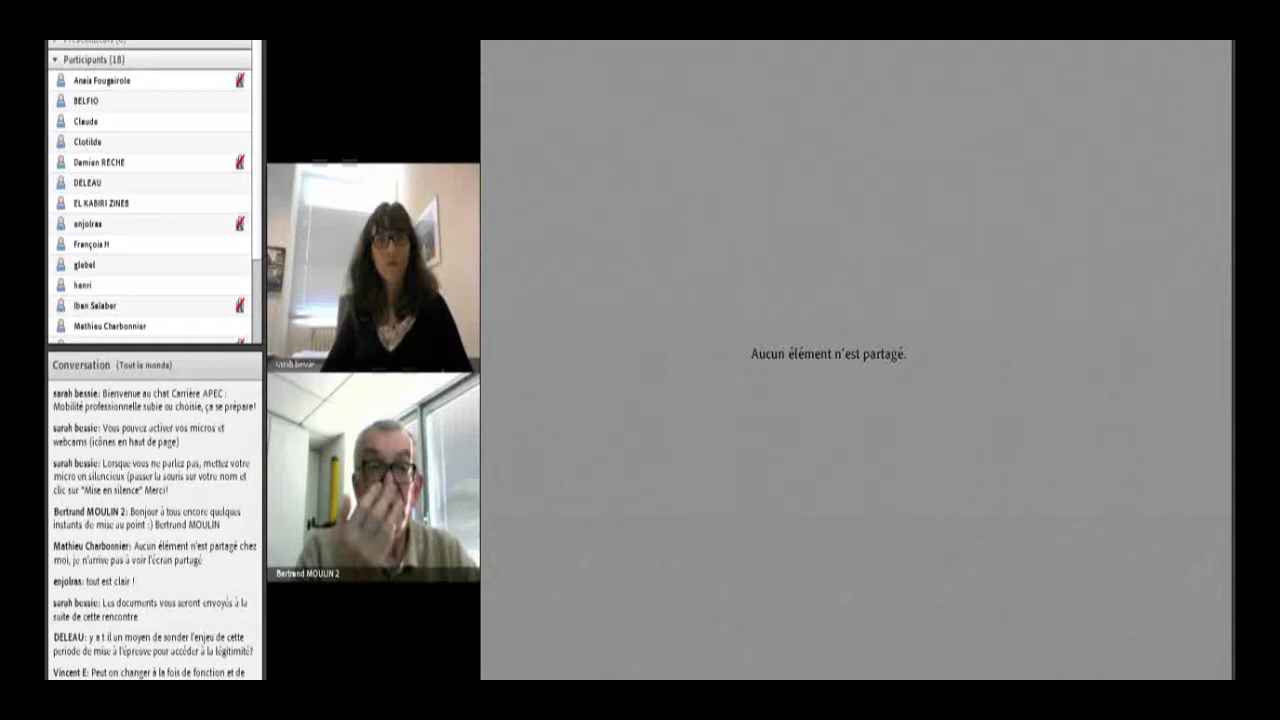 Participants (18)
Anais Fougairole
BELFIO
Claude
Clotilde
Damien RECHE
DELEAU
EL KABIRI ZINEB
enjolras
François H
glebel
henri
Iban Salaber
Mathieu Charbonnier
Conversation (Tout le monde)
sarah bessie: Bienvenue au chat Carrière APEC :
Mobilité professionnelle subie ou choisie, ça se prépare!
sarah bessie: Vous pouvez activer vos micros et
webcams (icônes en haut de page)
sarah bessie: Lorsque vous ne parlez pas, mettez votre
micro en silencieux (passer la souris sur votre nom et
clic sur "Mise en silence" Merci!
Bertrand MOULIN 2: Bonjour à tous encore quelques
instants de mise au point :) Bertrand MOULIN
Mathieu Charbonnier: Aucun élément n'est partagé chez
moi, je n'arrive pas à voir l'écran partagé
enjolras: tout est clair !
sarah bessie: Les documents vous seront envoyés à la
suite de cette rencontre
DELEAU: y a t il un moyen de sonder l'enjeu de cette
periode de mise à l'épreuve pour accéder à la légitimité?
Vincent E: Peut on changer à la fois de fonction et de
sarah bessie
Bertrand MOULIN 2
Aucun élément n'est partagé.